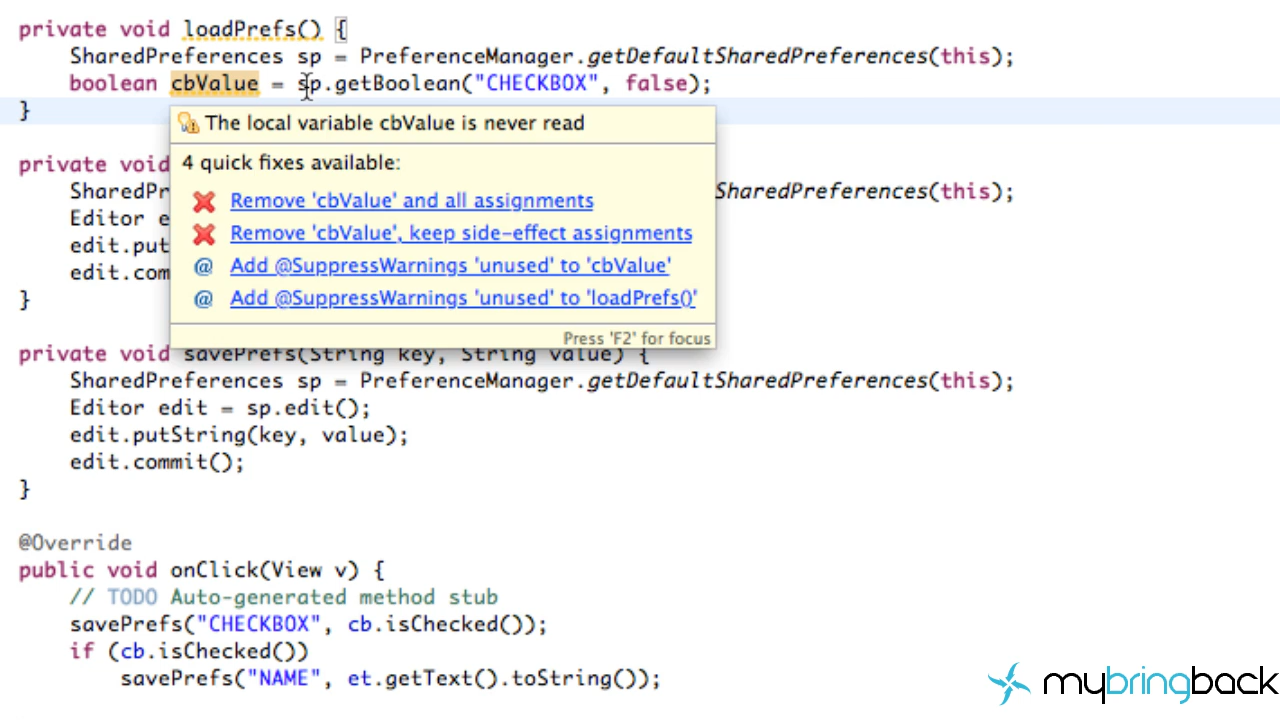 private void loadPrefs() {
SharedPreferences sp = PreferenceManager.getDefaultSharedPreferences(this);
boolean cbValue = sp.getBoolean("CHECKBOX", false);
}
The local variable cbValue is never read
4 quick fixes available:
private void
SharedPr
Remove 'cbValue' and all assignments
SharedPreferences(this);
Editor e
Remove 'cbValue', keep side-effect assignments
edit.put
@ Add @SuppressWarnings 'unused' to 'cbValue'
edit.com
@ Add @SuppressWarnings 'unused' to 'loadPrefs()'
}
Press 'F2' for focus
private void savePrefs(String key, String value) {
SharedPreferences sp = PreferenceManager.getDefaultSharedPreferences(this);
Editor edit = sp.edit();
edit.putString(key, value);
edit.commit();
}
@Override
public void onClick(View v) {
// TODO Auto-generated method stub
savePrefs("CHECKBOX", cb.isChecked());
if (cb.isChecked())
savePrefs("NAME", et.getText().toString());
mybringback